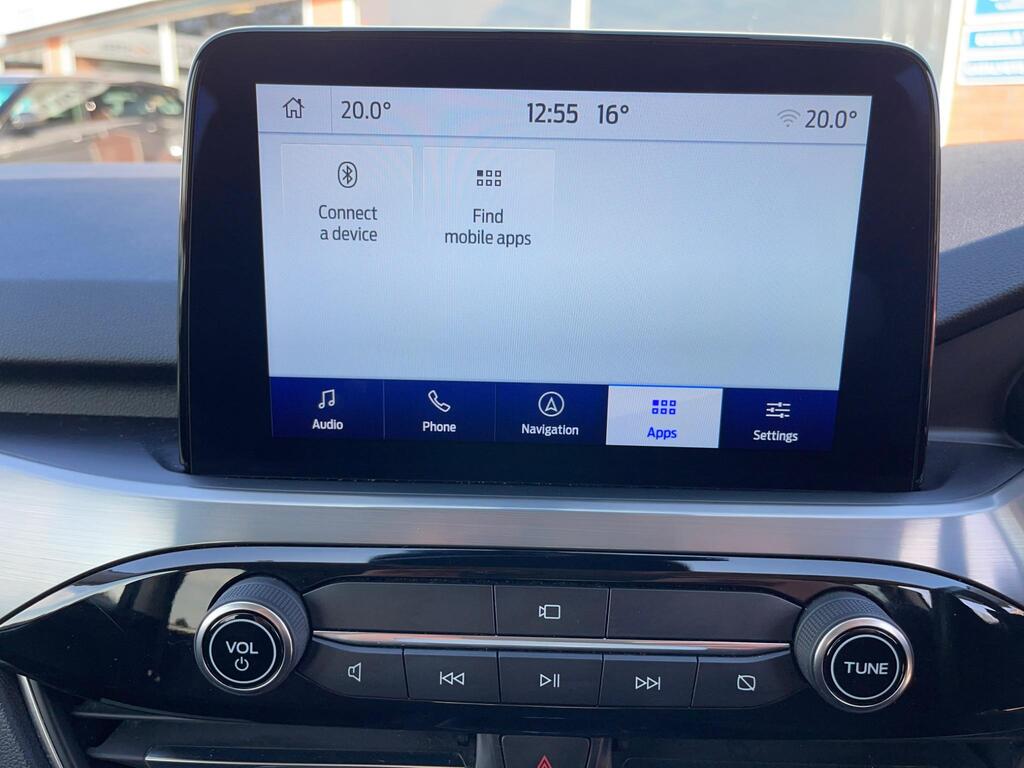 20.0°
12:55 16°
20.0°
Connect
a device
Find
mobile apps
Audio
Phone
Navigation
Apps
Settings
VOL
TUNE